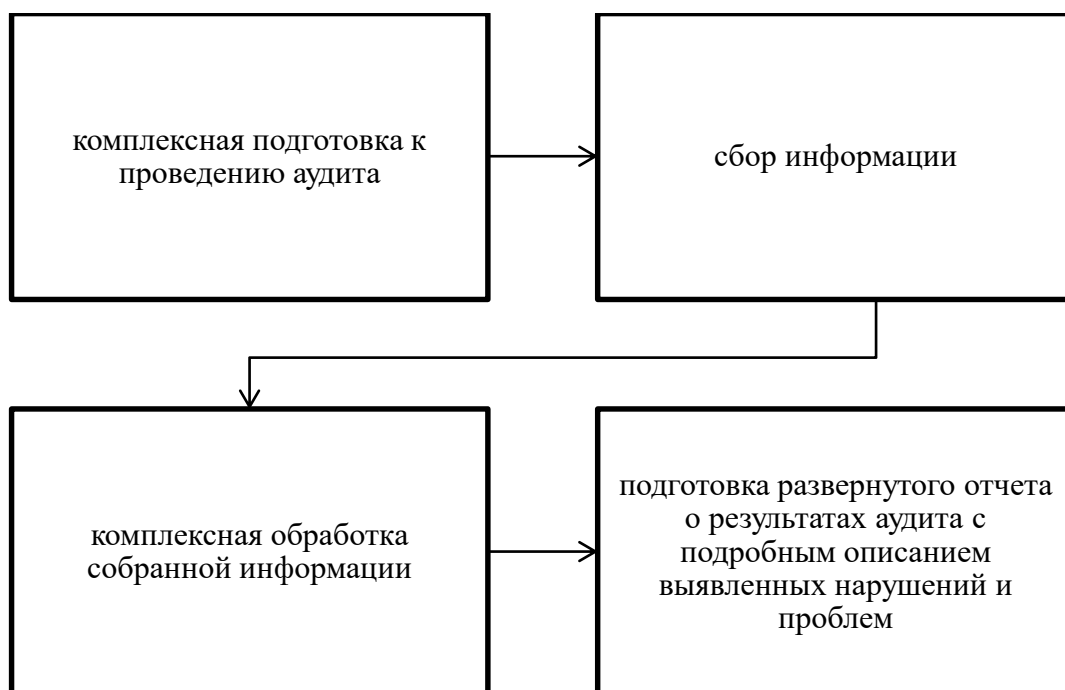 комплексная подготовка к
проведению аудита
сбор информации
комплексная обработка
собранной информации
подготовка развернутого отчета
о результатах аудита с
подробным описанием
выявленных нарушений и
проблем